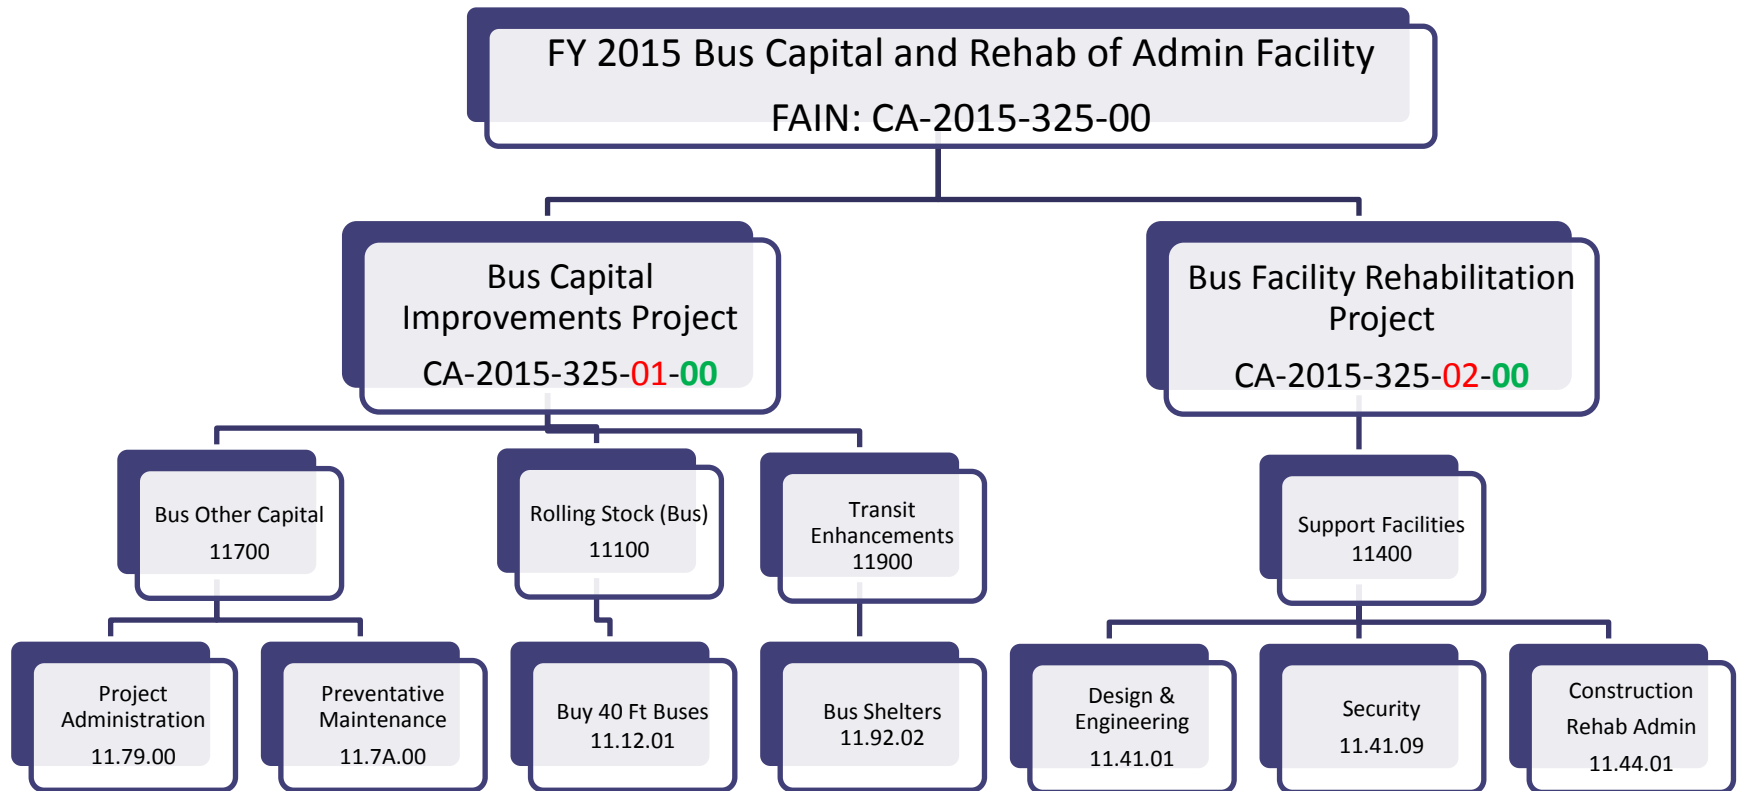 FY 2015 Bus Capital and Rehab of Admin Facility
FAIN: CA-2015-325-00
Bus Capital
Improvements Project
CA-2015-325-01-00
Bus Facility Rehabilitation
Project
CA-2015-325-02-00
Bus Other Capital
11700
Rolling Stock (Bus)
11100
Transit
Enhancements
11900
Support Facilities
11400
Project
Administration
11.79.00
Preventative
Maintenance
11.7A.00
Buy 40 Ft Buses
11.12.01
Bus Shelters
11.92.02
Design &
Engineering
11.41.01
Security
11.41.09
Construction
Rehab Admin
11.44.01